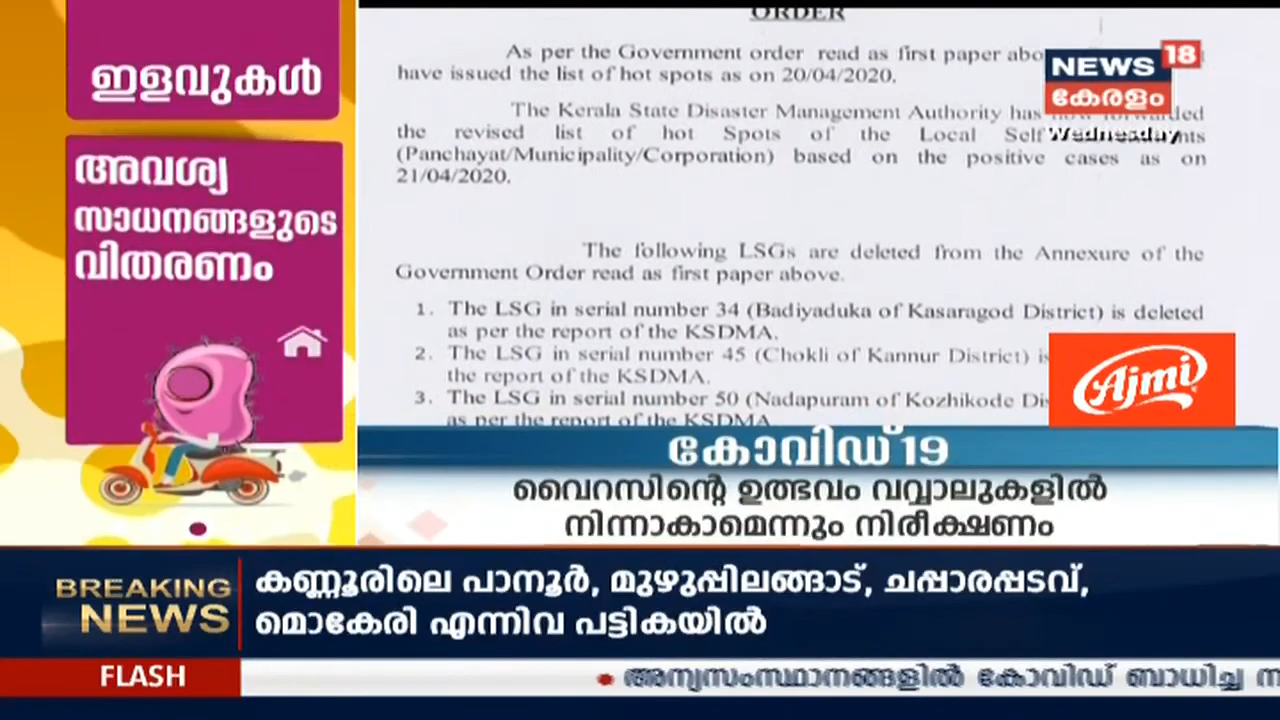 ഇളവുകൾ
അവശ്യ
സാധനങ്ങളുടെ
വിതരണം
ORDER
As per the Government order read as first paper
have issued the list of hot spots as on 20/04/2020.
The Kerala State Disaster Management Authority has
the revised list of hot Spots of the Local Self
(Panchayat/Municipality/Corporation) based on the positive cases as on
21/04/2020.
The following LSGs are deleted from the Annexure of the
Government Order read as first paper above.
1. The LSG in serial number 34 (Badiyaduka of Kasaragod District) is deleted
as per the report of the KSDMA.
2. The LSG in serial number 45 (Chokli of Kannur District)
the report of the KSDMA.
3. The LSG in serial number 50 (Nadapuram of Kozhikode
as per the report of the KSDMA
NEWS 18
കേരളം
Wednesday
Ajmi
കോവിഡ് 19
വൈറസിന്റെ ഉത്ഭവം വവ്വാലുകളിൽ
നിന്നാകാമെന്നും നിരീക്ഷണം
BREAKING
NEWS
കണ്ണൂരിലെ പാനൂർ, മുഴുപ്പിലങ്ങാട്, ചപ്പാരപ്പടവ്,
മൊകേരി എന്നിവ പട്ടികയിൽ
FLASH
അന്യസംസ്ഥാനങ്ങളിൽ കോവിഡ് ബാധിച്ച